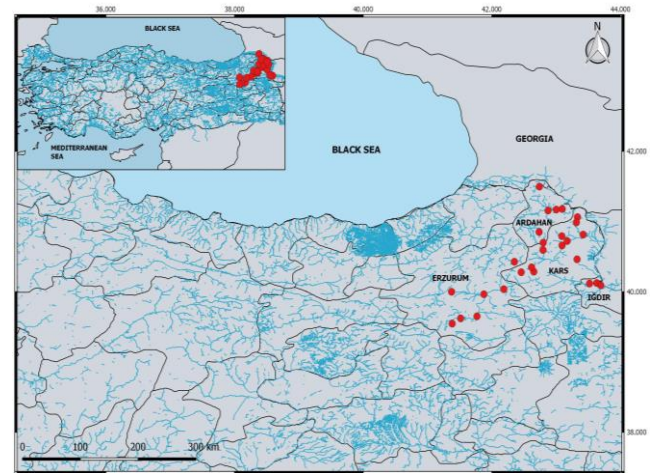 36.000 38.000 40.000 42.000 44.000
BLACK SEA
MEDITERRANEAN
SEA
N
BLACK SEA
GEORGIA
42.000
ARDAHAN
KARS
ERZURUM
IĞDIR
40.000
38.000
0 100 200 300 km